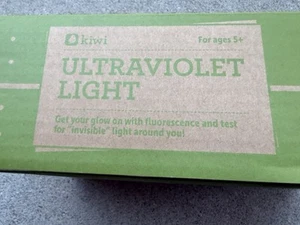 kiwi For ages 5+
ULTRAVIOLET
LIGHT
Get your glow on with fluorescence and test
for "invisible" light around you!